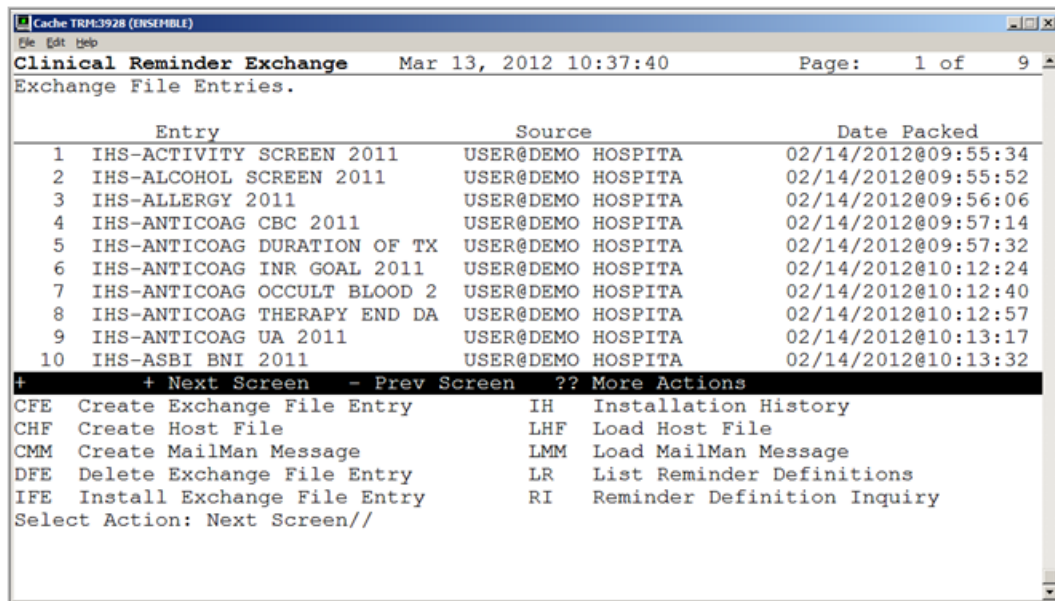 Cache TRM:3928 (ENSEMBLE)
File Edit Help
Clinical Reminder Exchange Mar 13, 2012 10:37:40 Page: 1 of 9
Exchange File Entries.
Entry Source Date Packed
1 IHS-ACTIVITY SCREEN 2011 USER@DEMO HOSPITA 02/14/2012@09:55:34
2 IHS-ALCOHOL SCREEN 2011 USER@DEMO HOSPITA 02/14/2012@09:55:52
3 IHS-ALLERGY 2011 USER@DEMO HOSPITA 02/14/2012@09:56:06
4 IHS-ANTICOAG CBC 2011 USER@DEMO HOSPITA 02/14/2012@09:57:14
5 IHS-ANTICOAG DURATION OF TX USER@DEMO HOSPITA 02/14/2012@09:57:32
6 IHS-ANTICOAG INR GOAL 2011 USER@DEMO HOSPITA 02/14/2012@10:12:24
7 IHS-ANTICOAG OCCULT BLOOD 2 USER@DEMO HOSPITA 02/14/2012@10:12:40
8 IHS-ANTICOAG THERAPY END DA USER@DEMO HOSPITA 02/14/2012@10:12:57
9 IHS-ANTICOAG UA 2011 USER@DEMO HOSPITA 02/14/2012@10:13:17
10 IHS-ASBI BNI 2011 USER@DEMO HOSPITA 02/14/2012@10:13:32
+ + Next Screen - Prev Screen ?? More Actions
CFE Create Exchange File Entry IH Installation History
CHF Create Host File LHF Load Host File
CMM Create MailMan Message LMM Load MailMan Message
DFE Delete Exchange File Entry LR List Reminder Definitions
IFE Install Exchange File Entry RI Reminder Definition Inquiry
Select Action: Next Screen//